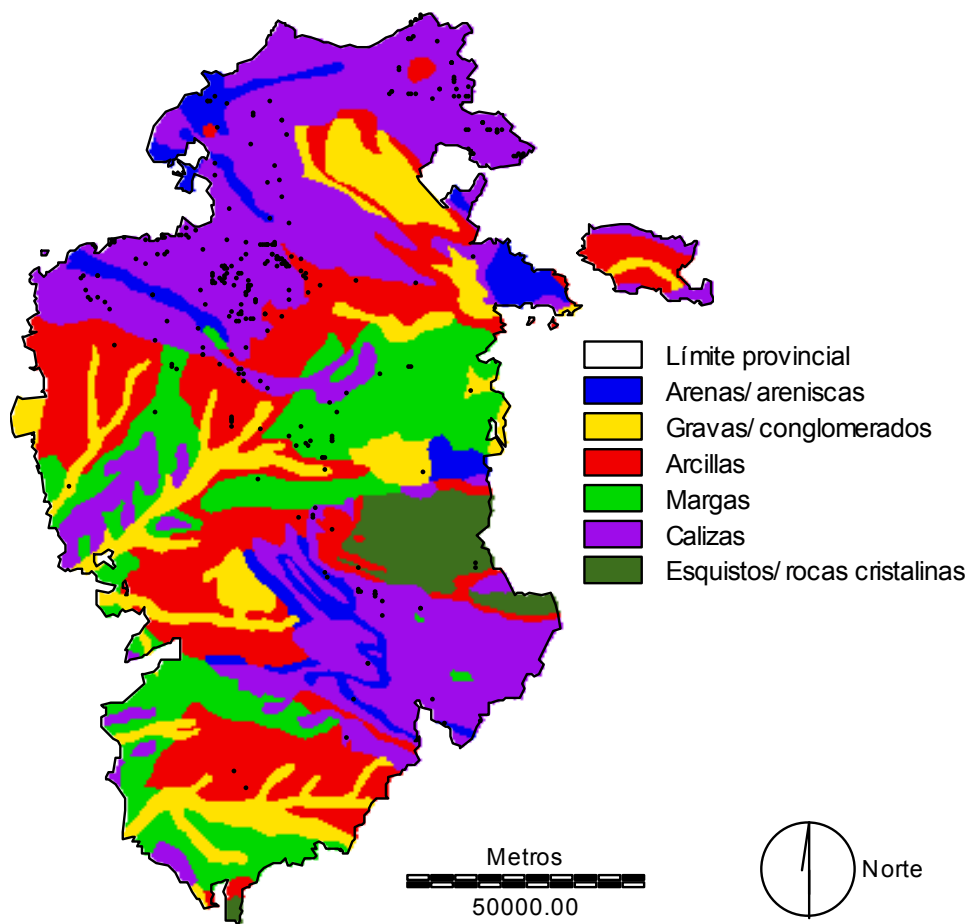 Límite provincial
Arenas/ areniscas
Gravas/ conglomerados
Arcillas
Margas
Calizas
Esquistos/ rocas cristalinas
Metros
50000.00
Norte